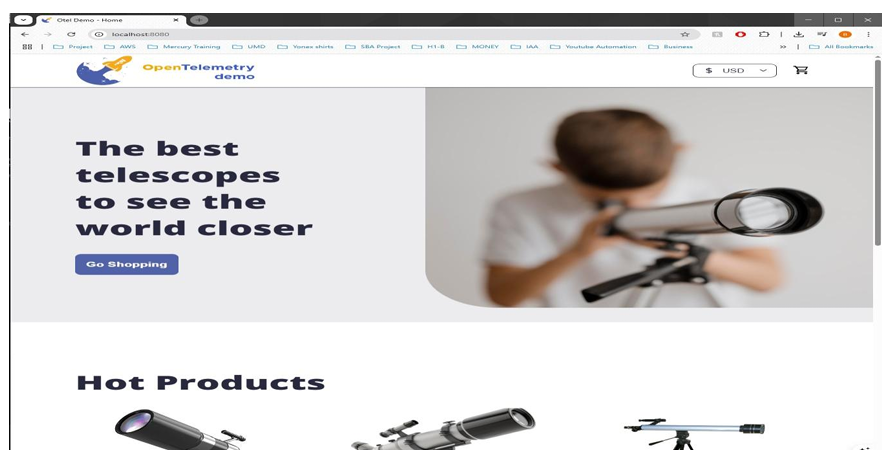 Otel Demo - Home
localhost:8080
Project AWS Mercury Training UMD Yonex shirts SBA Project H1-B MONEY IAA Youtube Automation Business All Bookmarks
OpenTelemetry
demo
$ USD
The best
telescopes
to see the
world closer
Go Shopping
Hot Products